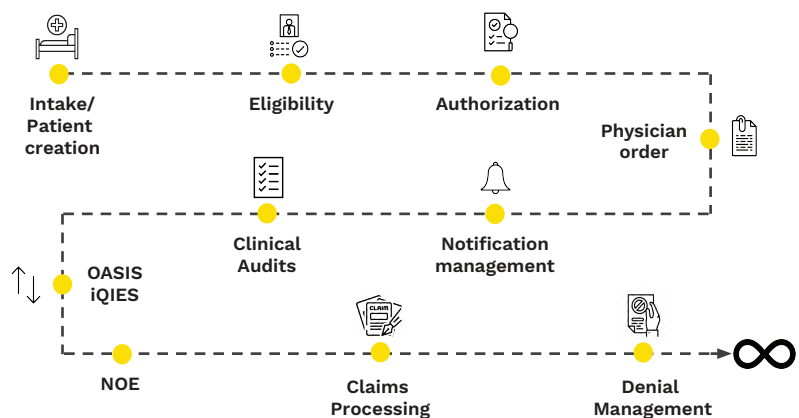 Intake/
Patient
creation
Eligibility
Authorization
Physician
order
Notification
management
Clinical
Audits
OASIS
iQIES
NOE
CLAIM
Claims
Processing
Denial
Management